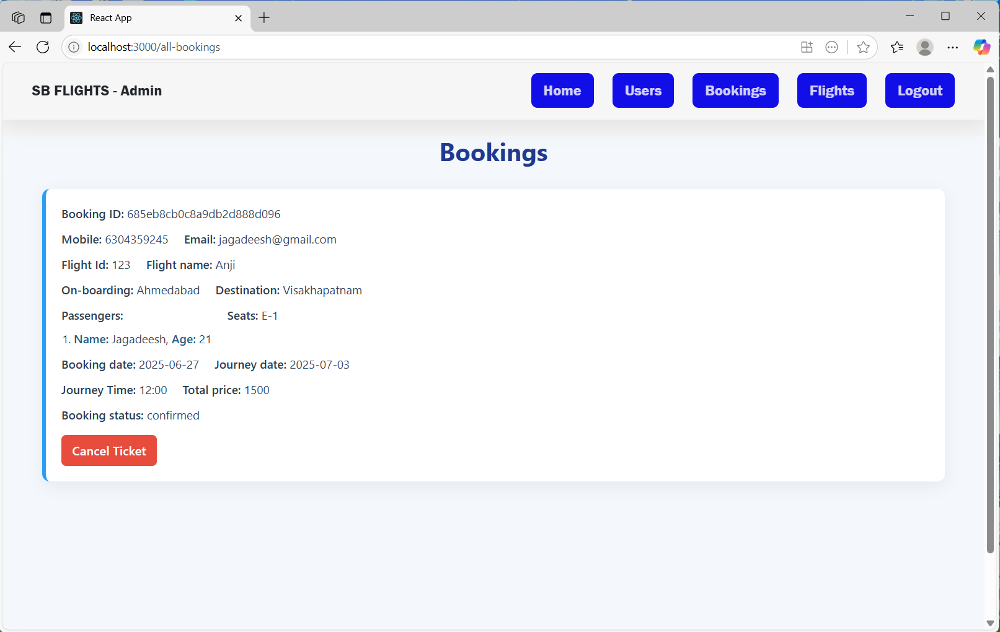 React App
localhost:3000/all-bookings
SB FLIGHTS - Admin
Home Users Bookings Flights Logout
Bookings
Booking ID: 685eb8cb0c8a9db2d888d096
Mobile: 6304359245 Email: jagadeesh@gmail.com
Flight Id: 123 Flight name: Anji
On-boarding: Ahmedabad Destination: Visakhapatnam
Passengers: Seats: E-1
1. Name: Jagadeesh, Age: 21
Booking date: 2025-06-27 Journey date: 2025-07-03
Journey Time: 12:00 Total price: 1500
Booking status: confirmed
Cancel Ticket